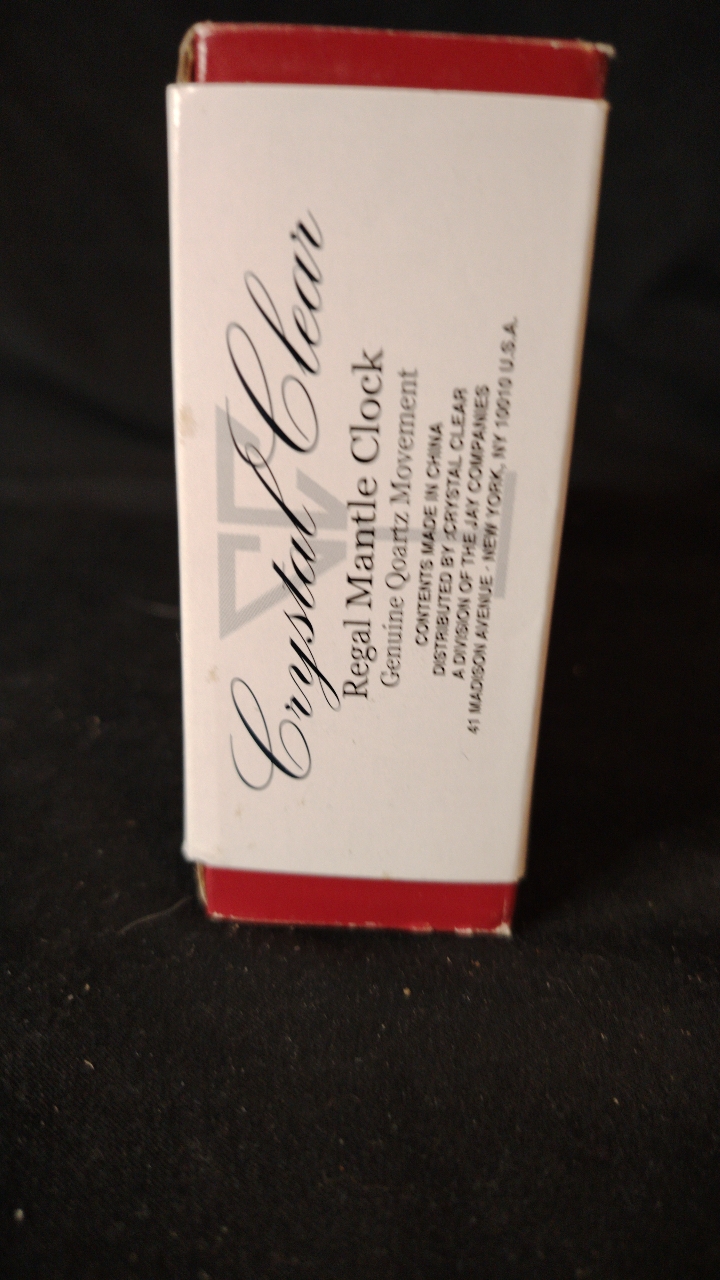 Crystal Clear
Regal Mantle Clock
Genuine Qoartz Movement
CONTENTS MADE IN CHINA
DISTRIBUTED BY :CRYSTAL CLEAR
A DIVISION OF THE JAY COMPANIES
41 MADISON AVENUE - NEW YORK, NY 10010 U.S.A.